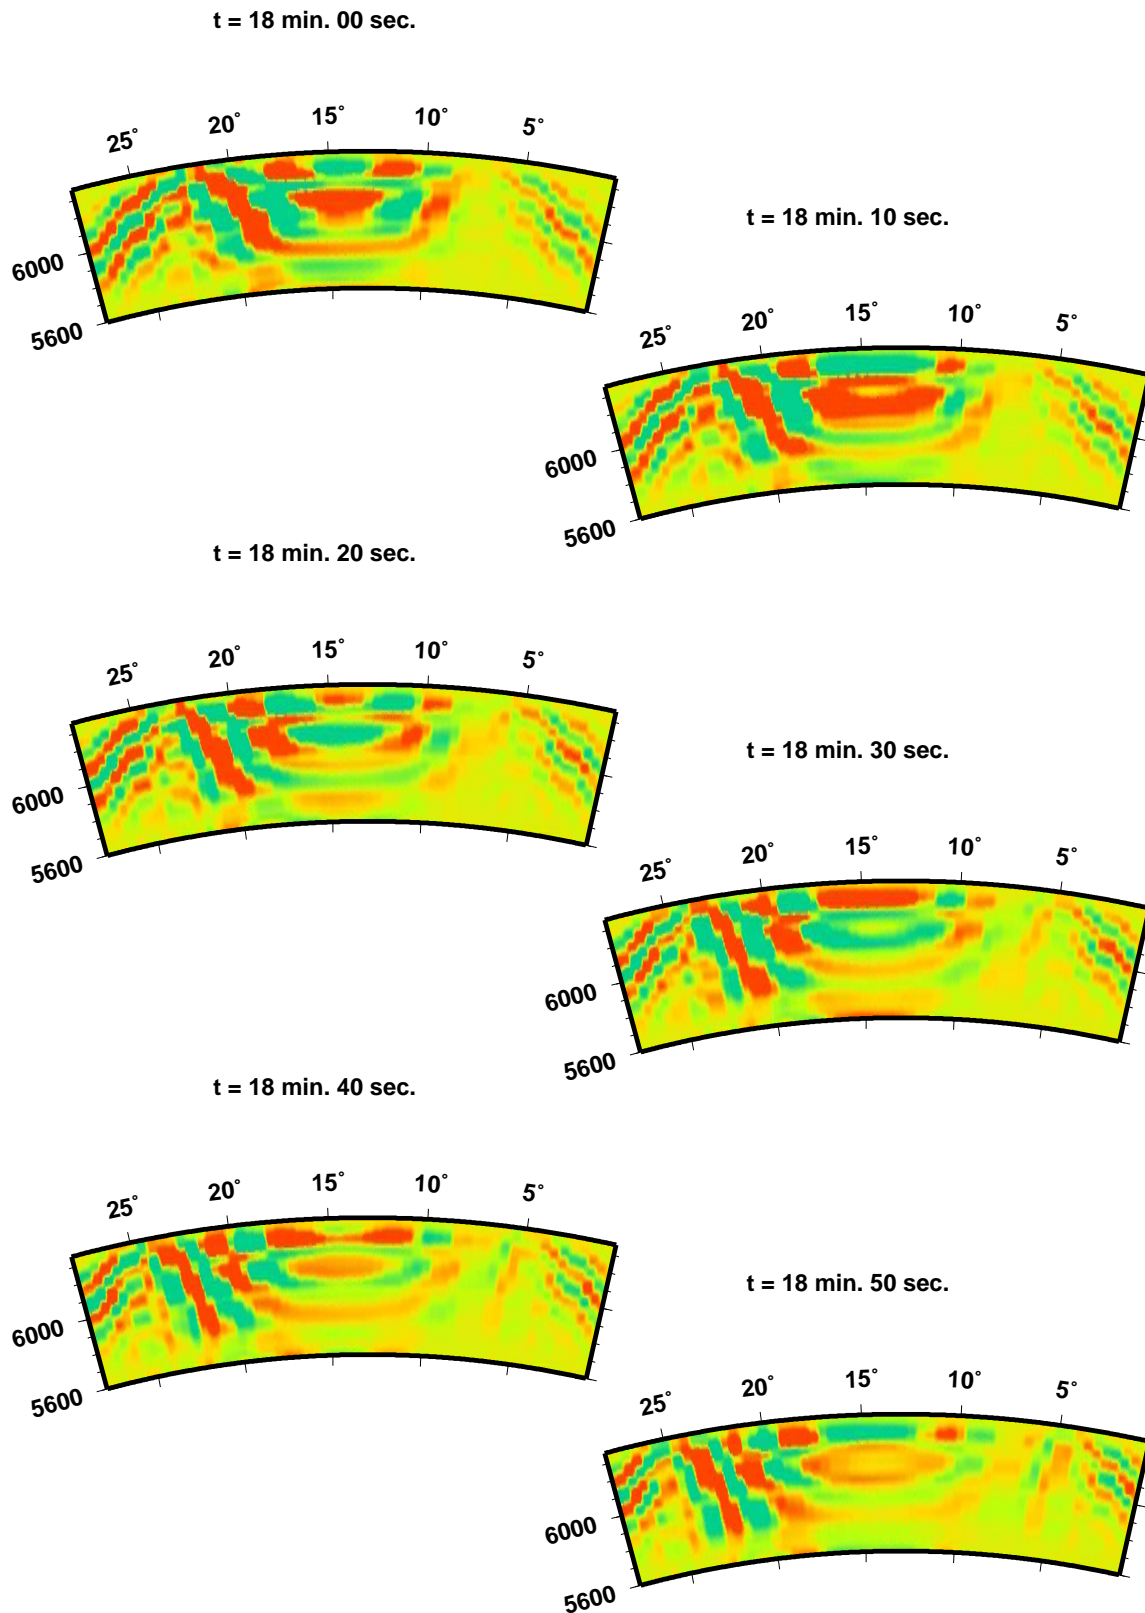 t = 18 min. 00 sec.
25° 20° 15° 10° 5°
6000
5600
t = 18 min. 10 sec.
25° 20° 15° 10° 5°
6000
5600
t = 18 min. 20 sec.
25° 20° 15° 10° 5°
6000
5600
t = 18 min. 30 sec.
25° 20° 15° 10° 5°
6000
5600
t = 18 min. 40 sec.
25° 20° 15° 10° 5°
6000
5600
t = 18 min. 50 sec.
25° 20° 15° 10° 5°
6000
5600